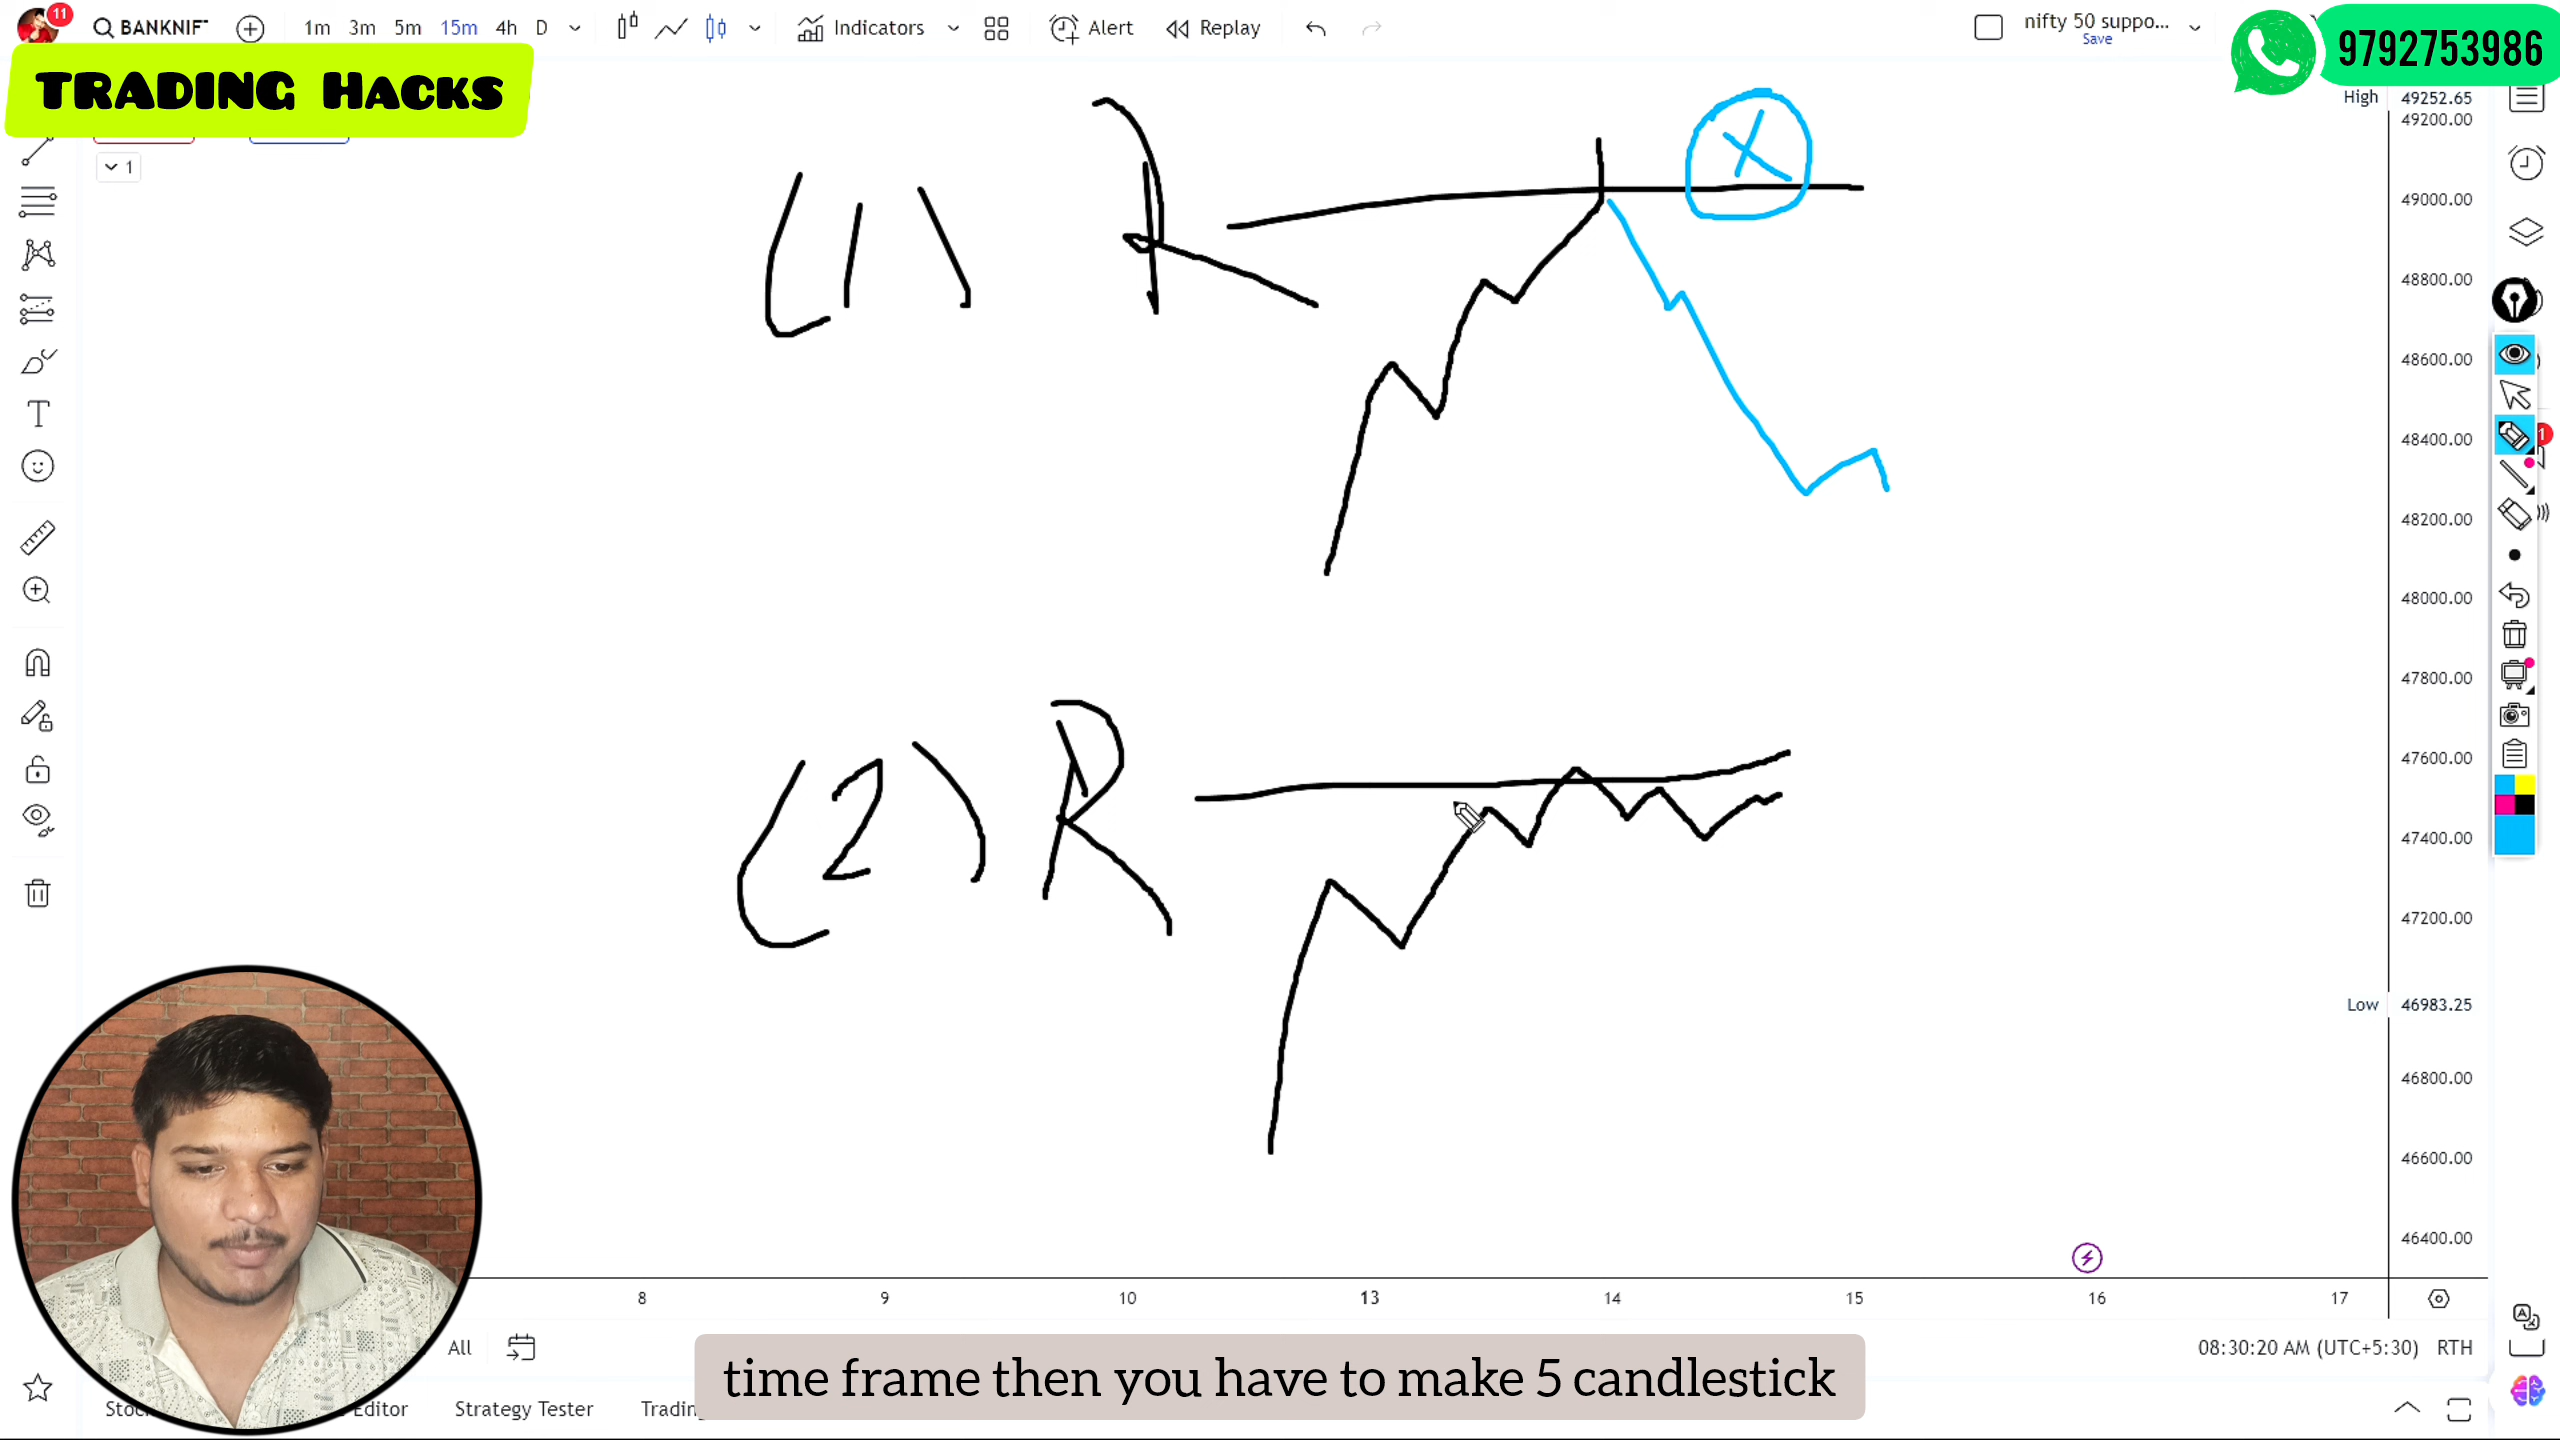 11
BANKNIF
1m 3m 5m 15m 4h D
Indicators
Alert
Replay
nifty 50 suppo...
Save
9792753986
TRADING HACKS
1
High 49252.65
49200.00
49000.00
48800.00
48600.00
48400.00
48200.00
48000.00
47800.00
47600.00
47400.00
47200.00
Low 46983.25
46800.00
46600.00
46400.00
(1) R
X
(2) R
1
8 9 10 13 14 15 16 17
All
08:30:20 AM (UTC+5:30) RTH
time frame then you have to make 5 candlestick
Editor
Strategy Tester